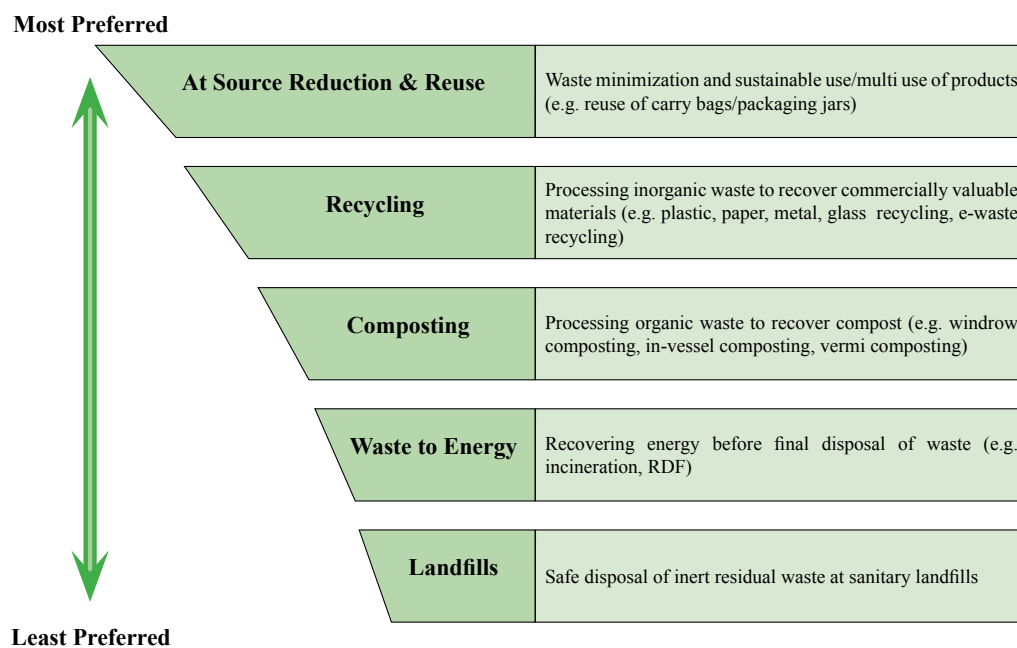 Most Preferred
At Source Reduction & Reuse
Waste minimization and sustainable use/multi use of products
(e.g. reuse of carry bags/packaging jars)
Recycling
Processing inorganic waste to recover commercially valuable
materials (e.g. plastic, paper, metal, glass recycling, e-waste
recycling)
Composting
Processing organic waste to recover compost (e.g. windrow
composting, in-vessel composting, vermi composting)
Waste to Energy
Recovering energy before final disposal of waste (e.g.
incineration, RDF)
Landfills
Safe disposal of inert residual waste at sanitary landfills
Least Preferred